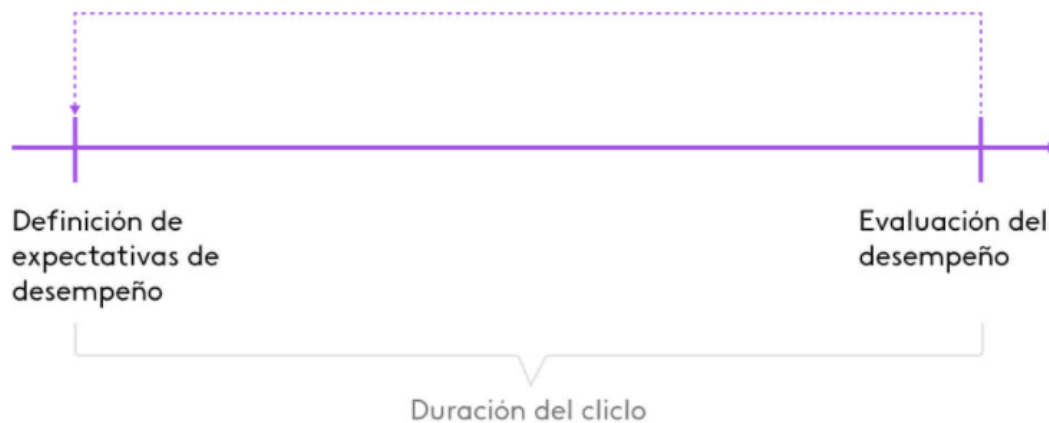 Definición de
expectativas de
desempeño
Evaluación del
desempeño
Duración del cliclo